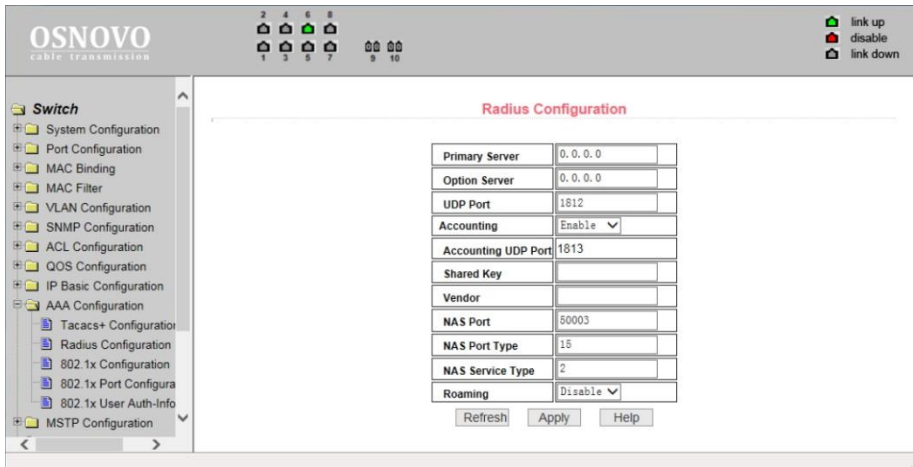 OSNOVO
cable transmission
2 4 6 8
1 3 5 7 9 10
link up
disable
link down
Switch
System Configuration
Port Configuration
MAC Binding
MAC Filter
VLAN Configuration
SNMP Configuration
ACL Configuration
QOS Configuration
IP Basic Configuration
AAA Configuration
Tacacs+ Configuration
Radius Configuration
802.1x Configuration
802.1x Port Configura
802.1x User Auth-Info
MSTP Configuration
Radius Configuration
Primary Server 0.0.0.0
Option Server 0.0.0.0
UDP Port 1812
Accounting Enable
Accounting UDP Port 1813
Shared Key
Vendor
NAS Port 50003
NAS Port Type 15
NAS Service Type 2
Roaming Disable
Refresh Apply Help